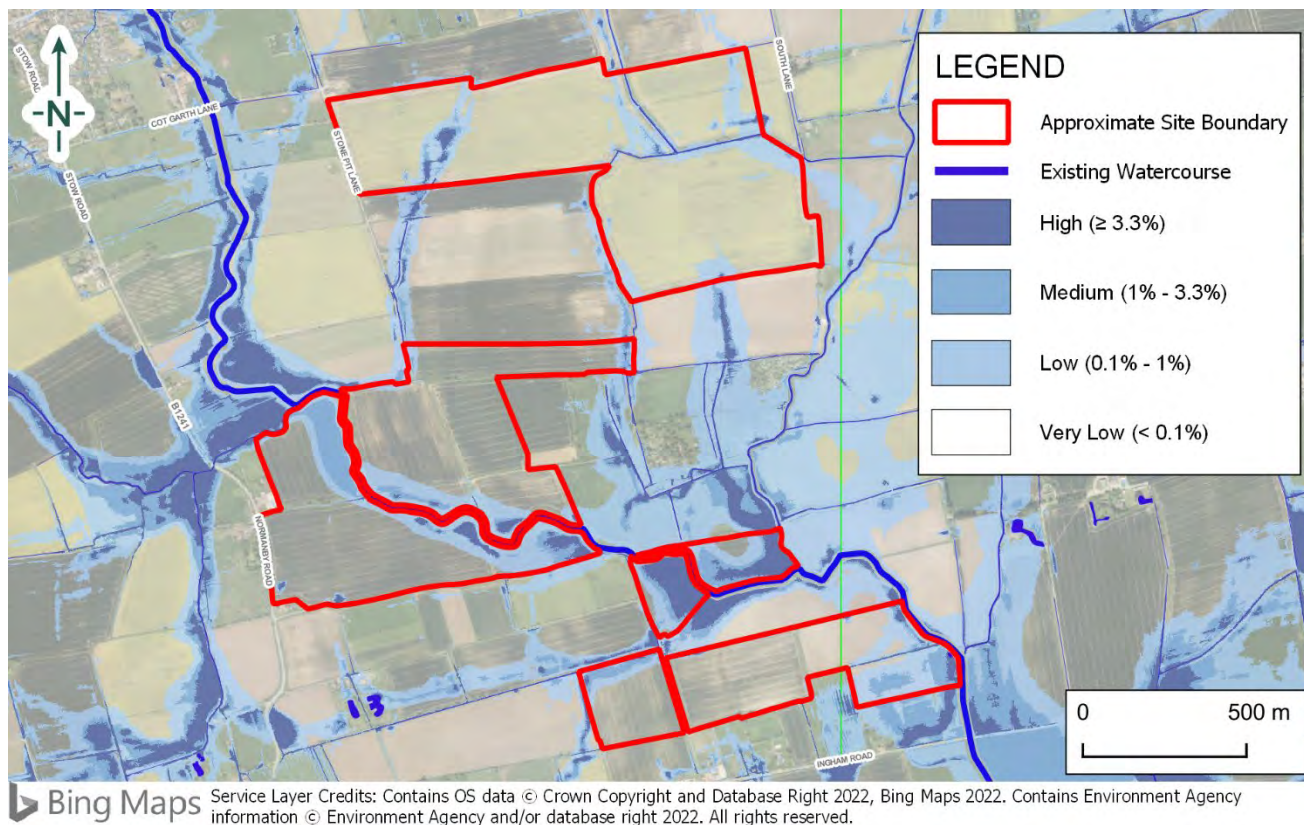 N
STOW ROAD
COT GARTH LANE
STOW ROAD
STONE PIT LANE
SOUTH LANE
B1241
NORMANBY ROAD
INGHAM ROAD
LEGEND
Approximate Site Boundary
Existing Watercourse
High (≥ 3.3%)
Medium (1% - 3.3%)
Low (0.1% - 1%)
Very Low (< 0.1%)
0 500 m
Bing Maps
Service Layer Credits: Contains OS data © Crown Copyright and Database Right 2022, Bing Maps 2022. Contains Environment Agency
information © Environment Agency and/or database right 2022. All rights reserved.